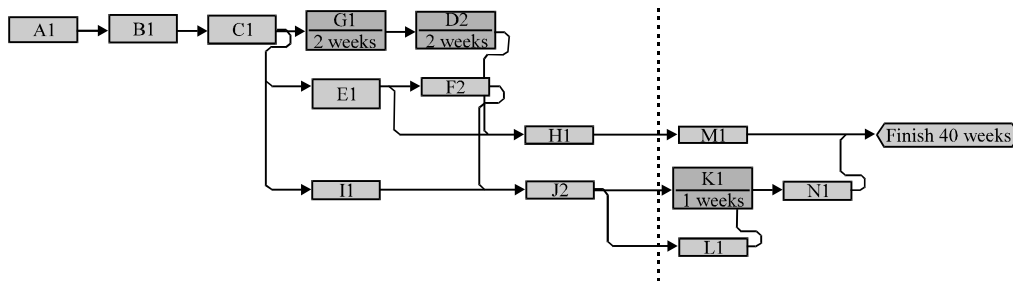 A1
B1
C1
G1
2 weeks
D2
2 weeks
E1
F2
H1
M1
Finish 40 weeks
I1
J2
K1
1 weeks
N1
L1